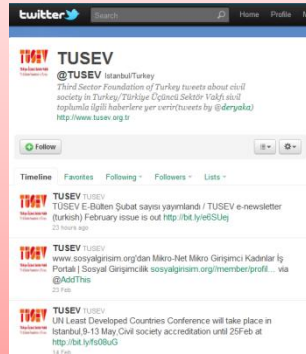 twitter Search Home Profile
TUSEV
@TUSEV Istanbul/Turkey
Third Sector Foundation of Turkey tweets about civil
society in Turkey/Türkiye Üçüncü Sektör Vakfı sivil
toplumla ilgili haberlere yer verir(tweets by @deryaka)
http://www.tusev.org.tr
Follow
Timeline Favorites Following Followers Lists
TUSEV TUSEV
TÜSEV E-Bülten Şubat sayısı yayımlandı / TUSEV e-newsletter
(turkish) February issue is out http://bit.ly/e6SUej
23 hours ago
TUSEV TUSEV
www.sosyalgirisim.org'dan Mikro-Net Mikro Girişimci Kadınlar İş
Portalı | Sosyal Girişimcilik sosyalgirisim.org//member/profil... via
@AddThis
23 Feb
TUSEV TUSEV
UN Least Developed Countries Conference will take place in
Istanbul,9-13 May,Civil society accreditation until 25Feb at
http://bit.ly/fs08uG
14 Feb